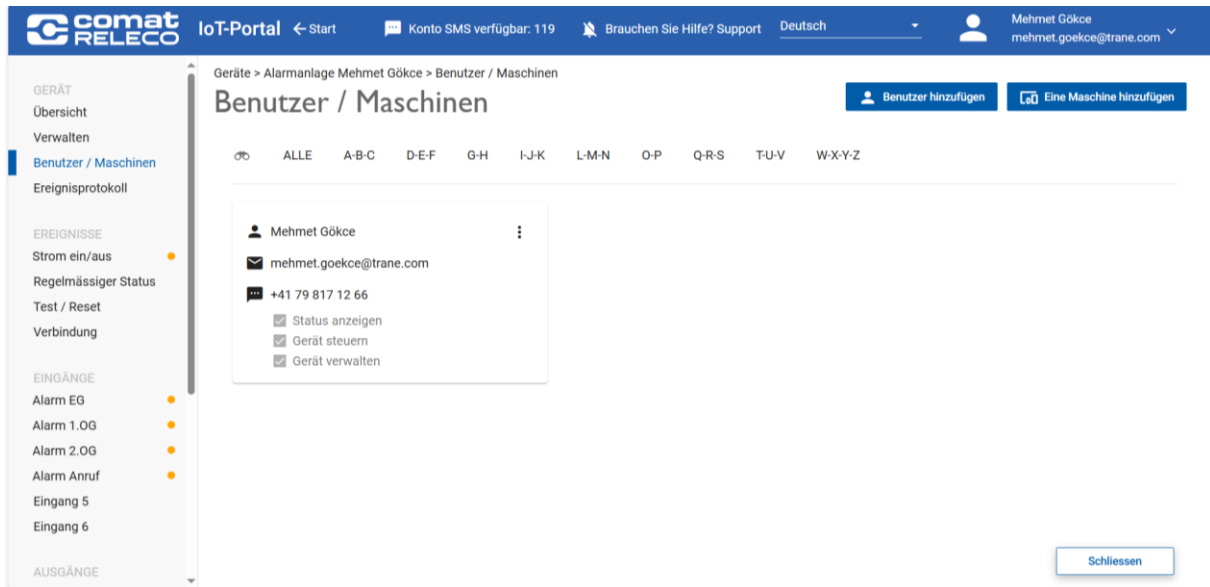 comat
RELECO
IoT-Portal
Start
Konto SMS verfügbar: 119
Brauchen Sie Hilfe? Support
Deutsch
Mehmet Gökce
mehmet.goekce@trane.com
GERÄT
Übersicht
Verwalten
Benutzer / Maschinen
Ereignisprotokoll
EREIGNISSE
Strom ein/aus
Regelmässiger Status
Test / Reset
Verbindung
EINGÄNGE
Alarm EG
Alarm 1.OG
Alarm 2.OG
Alarm Anruf
Eingang 5
Eingang 6
AUSGÄNGE
Geräte > Alarmanlage Mehmet Gökce > Benutzer / Maschinen
Benutzer / Maschinen
Benutzer hinzufügen
Eine Maschine hinzufügen
ALLE A-B-C D-E-F G-H I-J-K L-M-N O-P Q-R-S T-U-V W-X-Y-Z
Mehmet Gökce
mehmet.goekce@trane.com
+41 79 817 12 66
Status anzeigen
Gerät steuern
Gerät verwalten
Schliessen